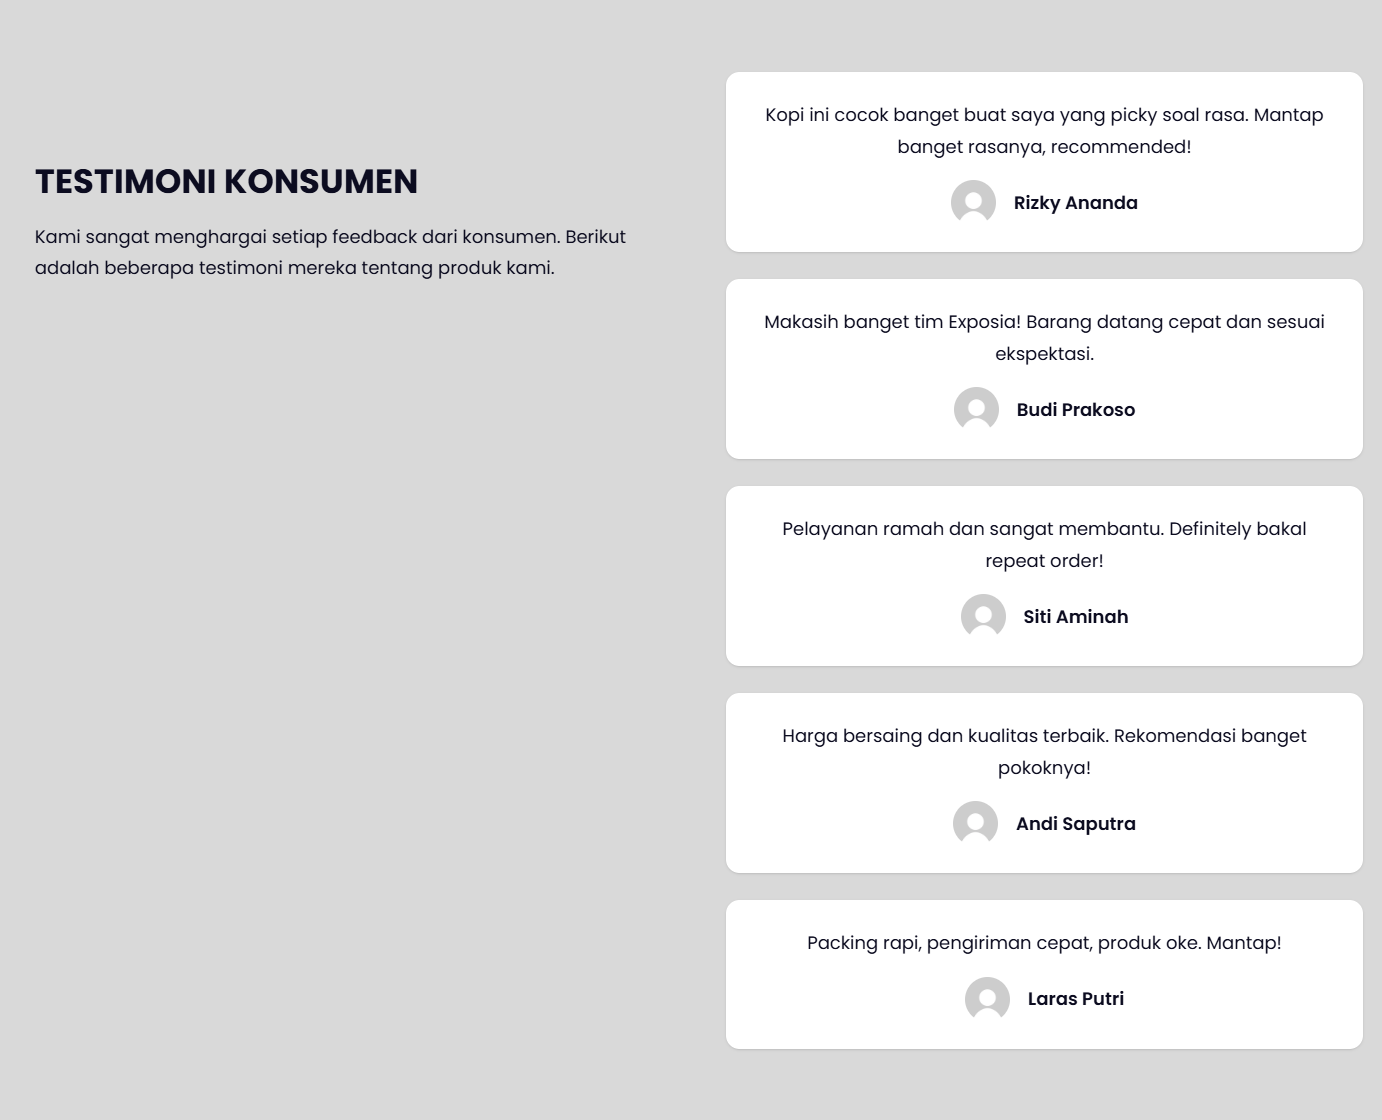 TESTIMONI KONSUMEN
Kami sangat menghargai setiap feedback dari konsumen. Berikut
adalah beberapa testimoni mereka tentang produk kami.
Kopi ini cocok banget buat saya yang picky soal rasa. Mantap
banget rasanya, recommended!
Rizky Ananda
Makasih banget tim Exposia! Barang datang cepat dan sesuai
ekspektasi.
Budi Prakoso
Pelayanan ramah dan sangat membantu. Definitely bakal
repeat order!
Siti Aminah
Harga bersaing dan kualitas terbaik. Rekomendasi banget
pokoknya!
Andi Saputra
Packing rapi, pengiriman cepat, produk oke. Mantap!
Laras Putri